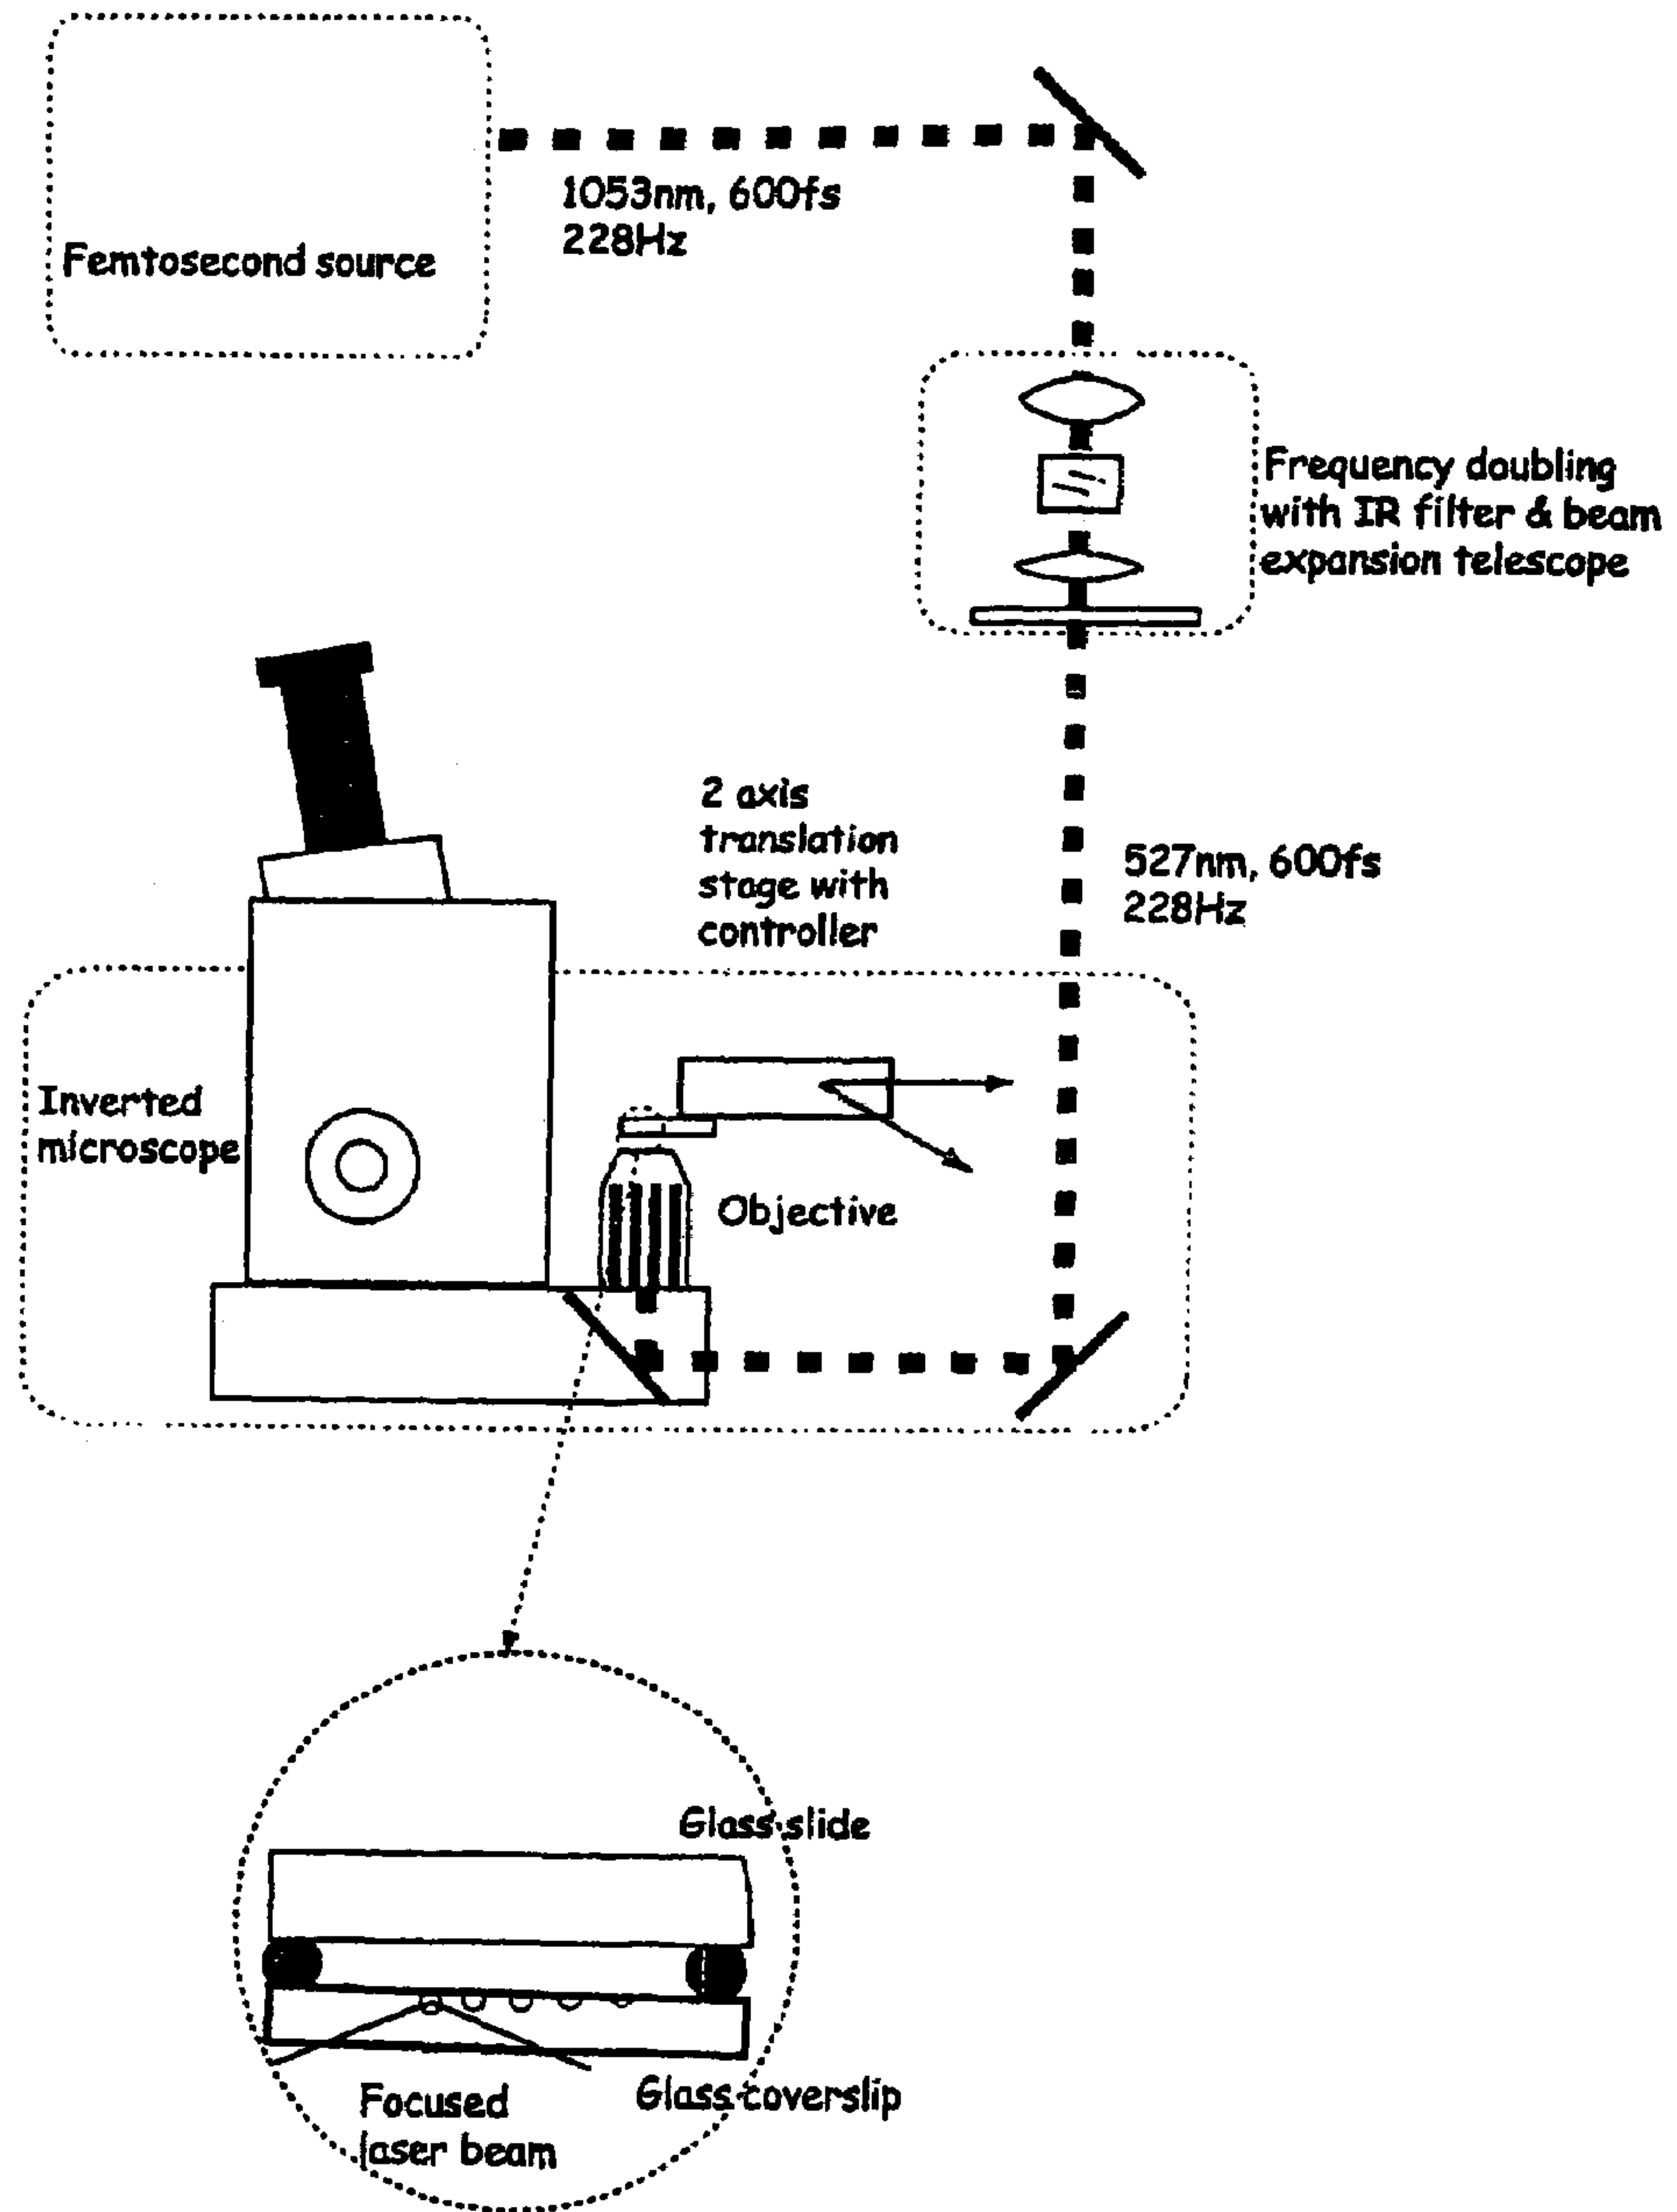 1053nm, 600fs
228Hz
Femtosecond source
Frequency doubling
with IR filter & beam
expansion telescope
2 axis
translation
stage with
controller
527nm, 600fs
228Hz
Inverted
microscope
Objective
Glass slide
Glass coverslip
Focused
laser beam